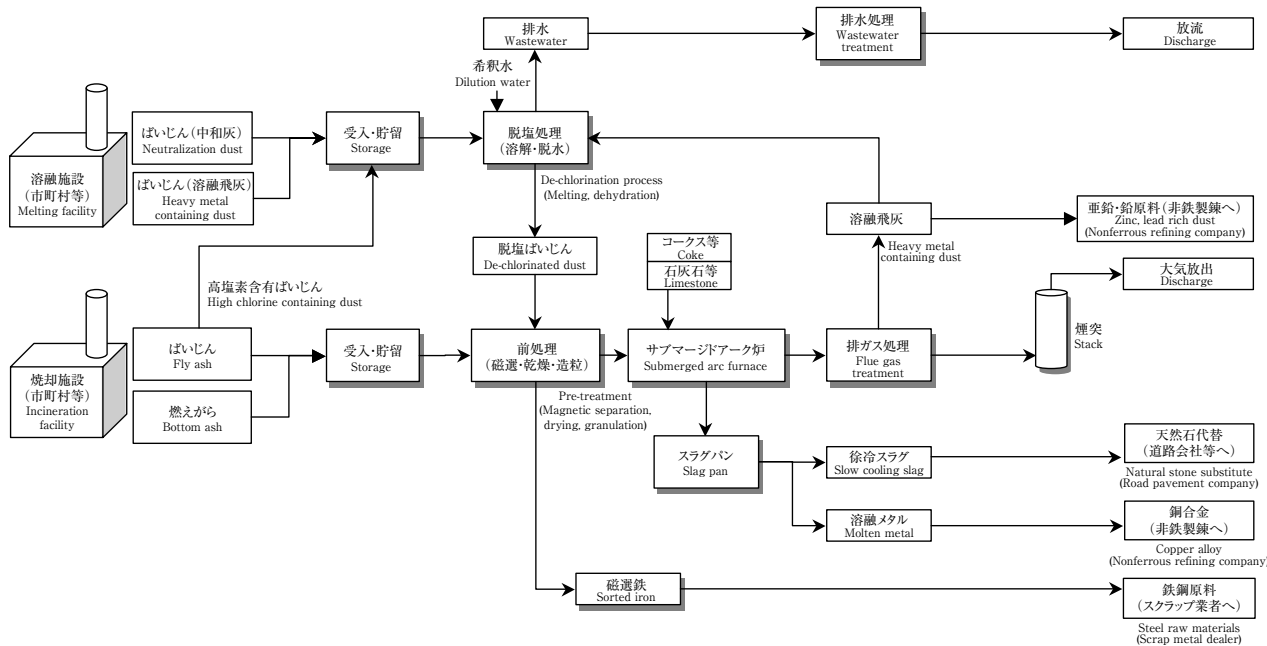 排水
Wastewater
排水処理
Wastewater
treatment
放流
Discharge
希釈水
Dilution water
溶融施設
(市町村等)
Melting facility
ばいじん(中和灰)
Neutralization dust
ばいじん(溶融飛灰)
Heavy metal
containing dust
受入・貯留
Storage
脱塩処理
(溶解・脱水)
De-chlorination process
(Melting, dehydration)
溶融飛灰
Heavy metal
containing dust
亜鉛・鉛原料(非鉄製錬へ)
Zinc, lead rich dust
(Nonferrous refining company)
脱塩ばいじん
De-chlorinated dust
コークス等
Coke
石灰石等
Limestone
大気放出
Discharge
高塩素含有ばいじん
High chlorine containing dust
焼却施設
(市町村等)
Incineration
facility
ばいじん
Fly ash
燃えがら
Bottom ash
受入・貯留
Storage
前処理
(磁選・乾燥・造粒)
Pre-treatment
(Magnetic separation,
drying, granulation)
サブマージドアーク炉
Submerged arc furnace
排ガス処理
Flue gas
treatment
煙突
Stack
スラグパン
Slag pan
徐冷スラグ
Slow cooling slag
天然石代替
(道路会社等へ)
Natural stone substitute
(Road pavement company)
溶融メタル
Molten metal
銅合金
(非鉄製錬へ)
Copper alloy
(Nonferrous refining company)
磁選鉄
Sorted iron
鉄鋼原料
(スクラップ業者へ)
Steel raw materials
(Scrap metal dealer)